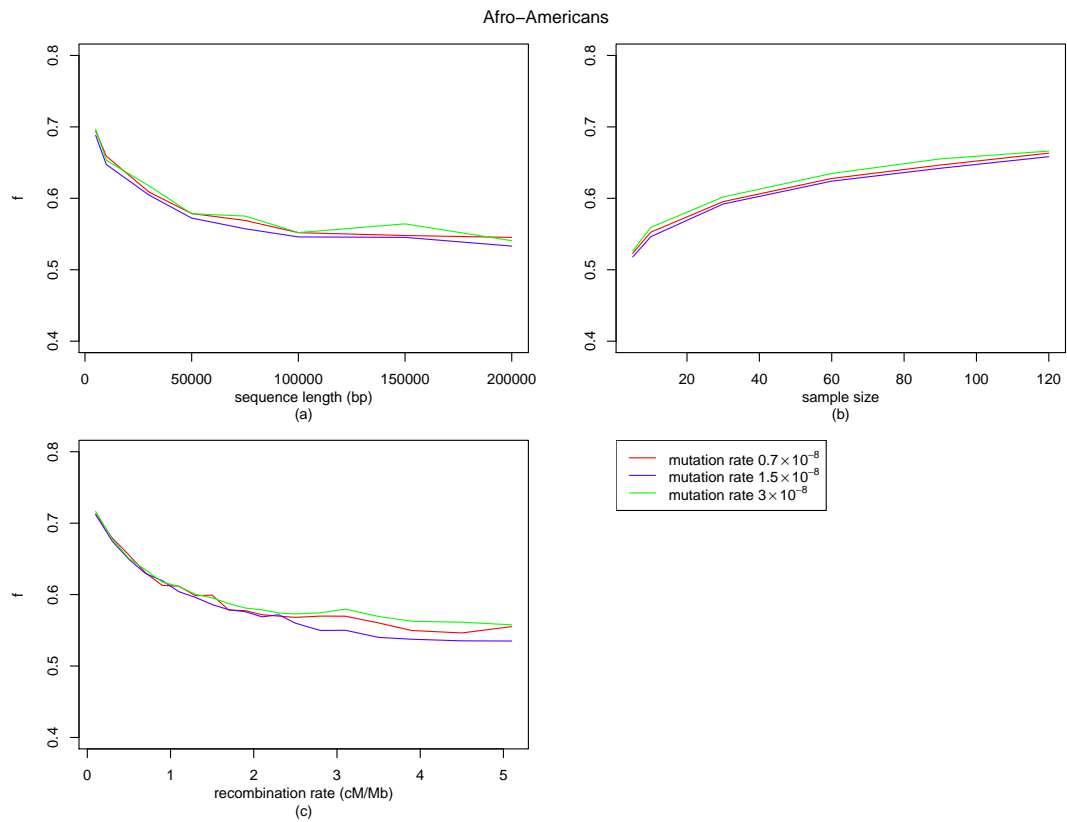 Afro−Americans
f
0.4 0.5 0.6 0.7 0.8
0 50000 100000 150000 200000
sequence length (bp)
(a)
0.4 0.5 0.6 0.7 0.8
20 40 60 80 100 120
sample size
(b)
f
0.4 0.5 0.6 0.7 0.8
0 1 2 3 4 5
recombination rate (cM/Mb)
(c)
mutation rate 0.7×10⁻⁸
mutation rate 1.5×10⁻⁸
mutation rate 3×10⁻⁸